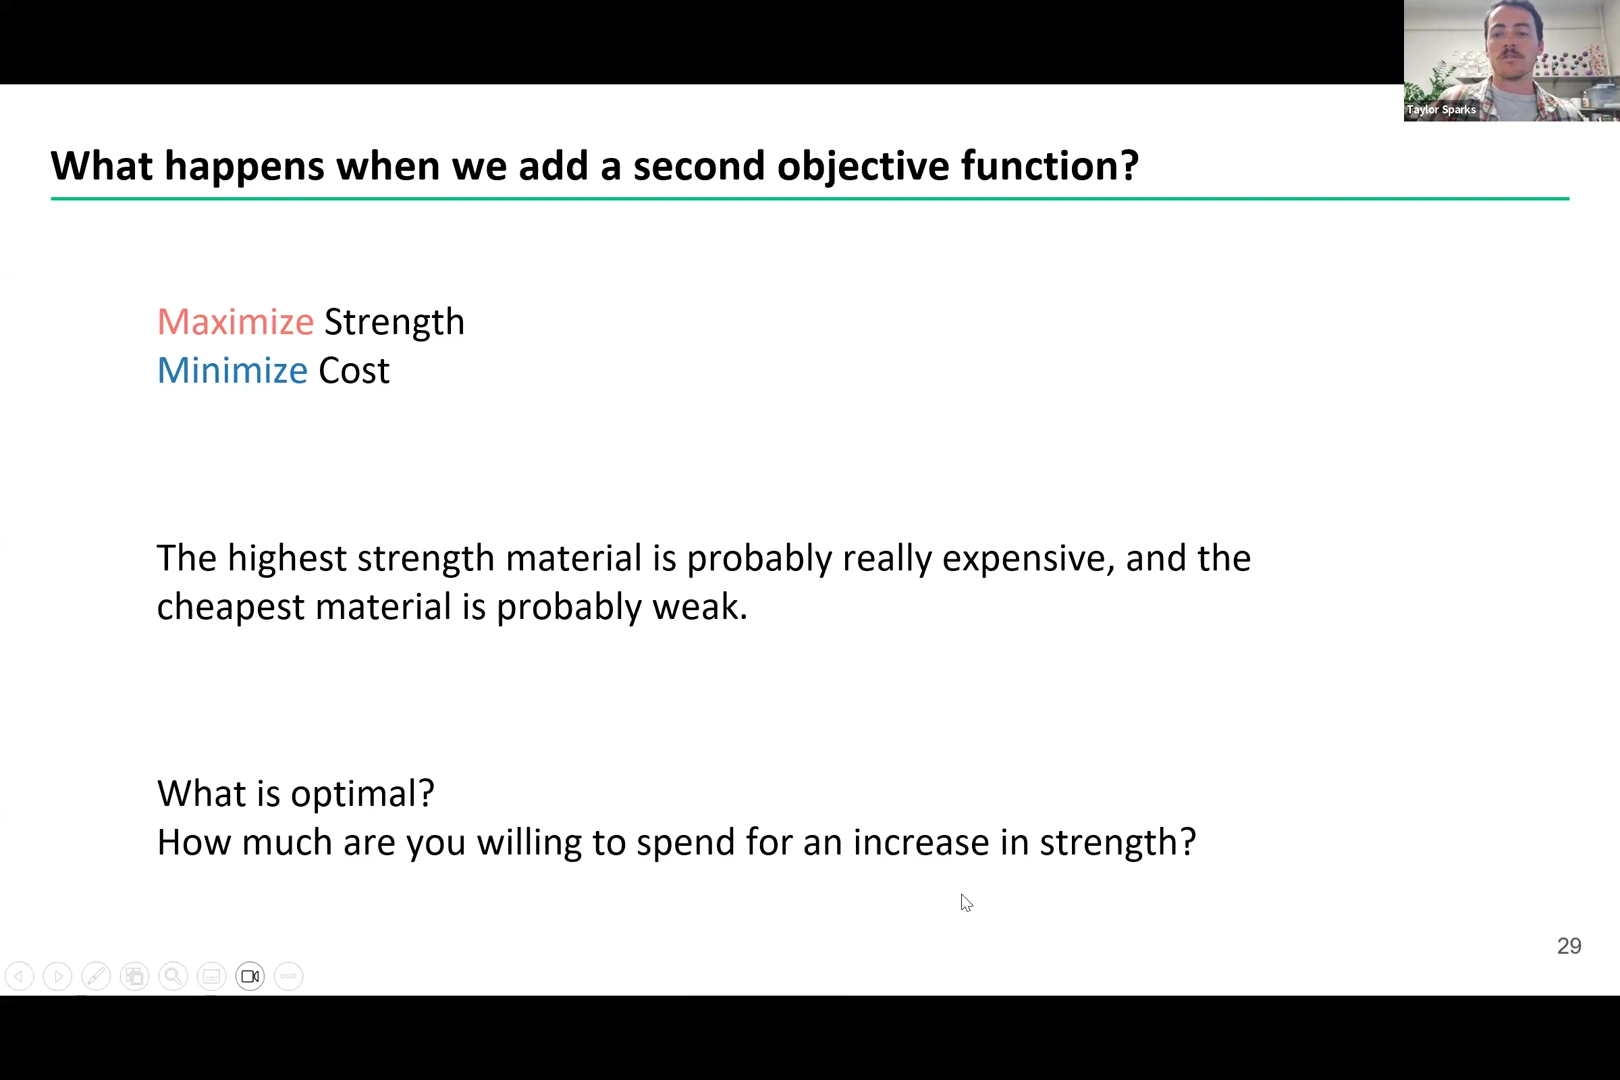 Taylor Sparks
What happens when we add a second objective function?
Maximize Strength
Minimize Cost
The highest strength material is probably really expensive, and the
cheapest material is probably weak.
What is optimal?
How much are you willing to spend for an increase in strength?
29